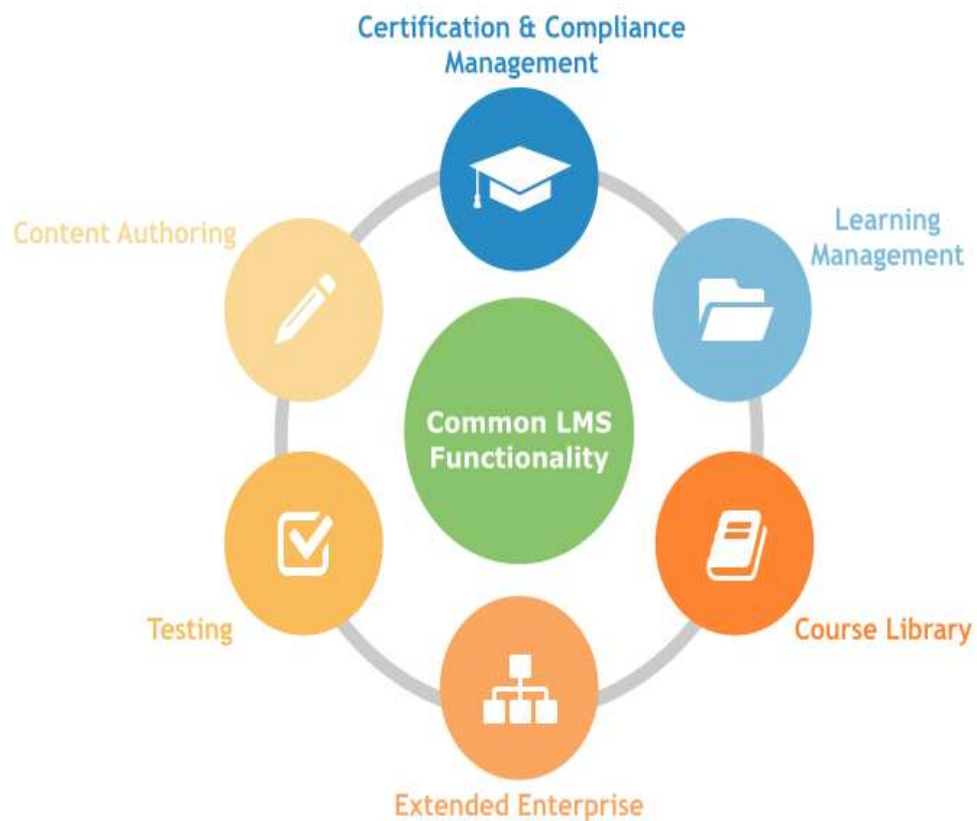 Certification & Compliance
Management
Learning
Management
Course Library
Extended Enterprise
Testing
Content Authoring
Common LMS
Functionality